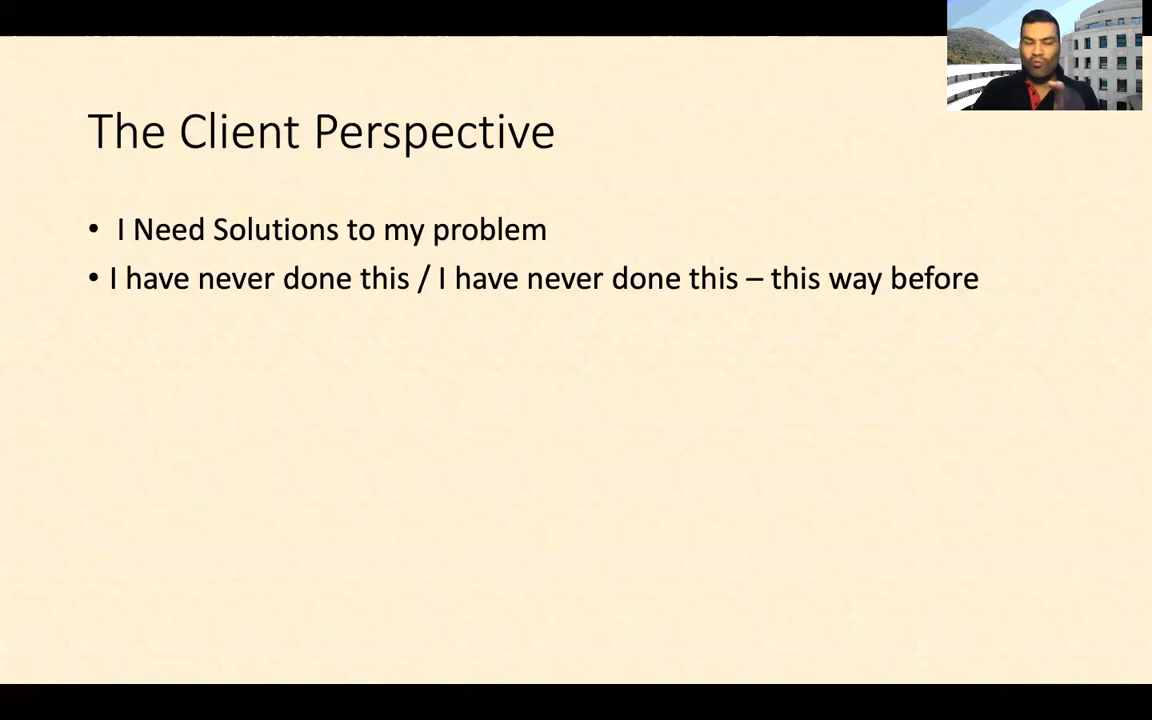 The Client Perspective
• I Need Solutions to my problem
• I have never done this / I have never done this – this way before